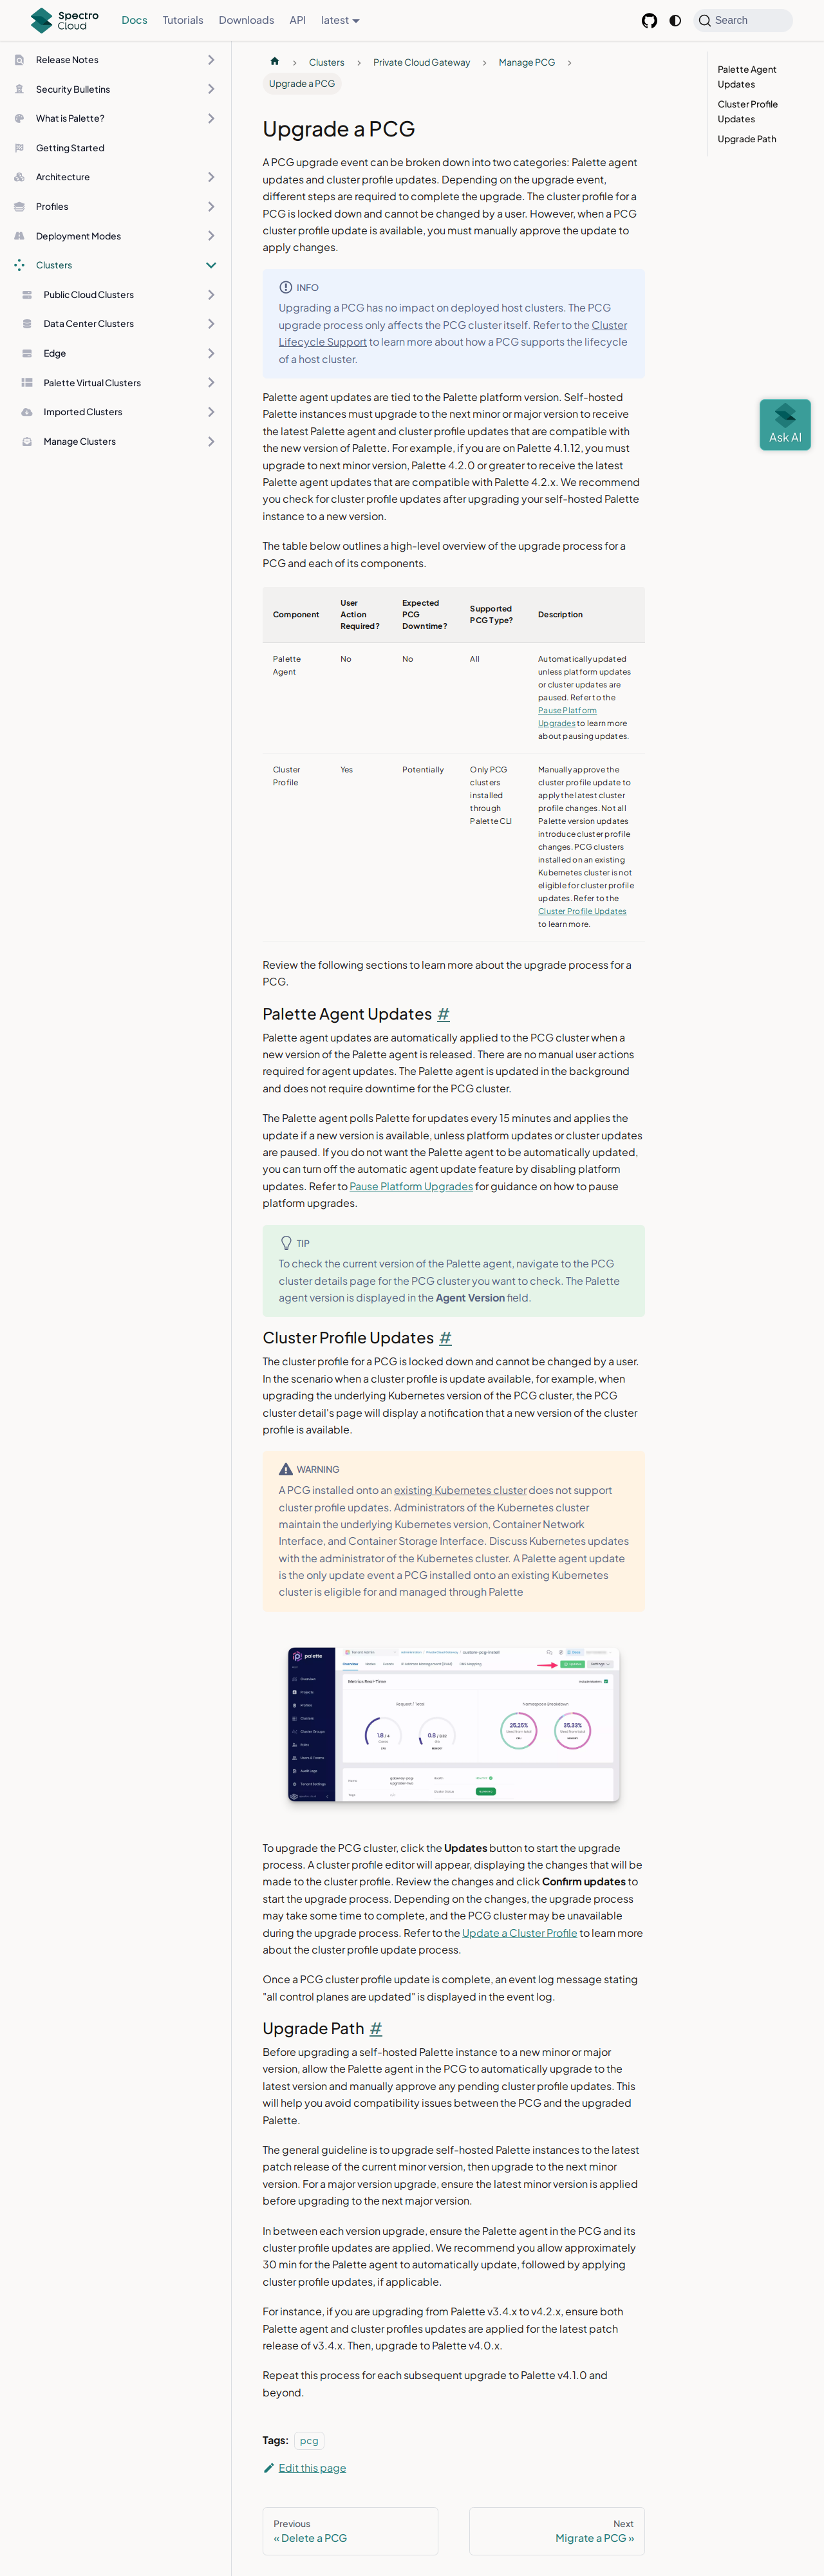 Spectro Cloud
Docs
Tutorials
Downloads
API
latest
Search
Release Notes
Security Bulletins
What is Palette?
Getting Started
Architecture
Profiles
Deployment Modes
Clusters
Public Cloud Clusters
Data Center Clusters
Edge
Palette Virtual Clusters
Imported Clusters
Manage Clusters
Clusters
Private Cloud Gateway
Manage PCG
Upgrade a PCG
Palette Agent
Updates
Cluster Profile
Updates
Upgrade Path
Ask AI
Upgrade a PCG
A PCG upgrade event can be broken down into two categories: Palette agent
updates and cluster profile updates. Depending on the upgrade event,
different steps are required to complete the upgrade. The cluster profile for a
PCG is locked down and cannot be changed by a user. However, when a PCG
cluster profile update is available, you must manually approve the update to
apply changes.
INFO
Upgrading a PCG has no impact on deployed host clusters. The PCG
upgrade process only affects the PCG cluster itself. Refer to the Cluster
Lifecycle Support to learn more about how a PCG supports the lifecycle
of a host cluster.
Palette agent updates are tied to the Palette platform version. Self-hosted
Palette instances must upgrade to the next minor or major version to receive
the latest Palette agent and cluster profile updates that are compatible with
the new version of Palette. For example, if you are on Palette 4.1.12, you must
upgrade to next minor version, Palette 4.2.0 or greater to receive the latest
Palette agent updates that are compatible with Palette 4.2.x. We recommend
you check for cluster profile updates after upgrading your self-hosted Palette
instance to a new version.
The table below outlines a high-level overview of the upgrade process for a
PCG and each of its components.
Component
User
Action
Required?
Expected
PCG
Downtime?
Supported
PCG Type?
Description
Palette
Agent
No
No
All
Automatically updated
unless platform updates
or cluster updates are
paused. Refer to the
Pause Platform
Upgrades to learn more
about pausing updates.
Cluster
Profile
Yes
Potentially
Only PCG
clusters
installed
through
Palette CLI
Manually approve the
cluster profile update to
apply the latest cluster
profile changes. Not all
Palette version updates
introduce cluster profile
changes. PCG clusters
installed on an existing
Kubernetes cluster is not
eligible for cluster profile
updates. Refer to the
Cluster Profile Updates
to learn more.
Review the following sections to learn more about the upgrade process for a
PCG.
Palette Agent Updates #
Palette agent updates are automatically applied to the PCG cluster when a
new version of the Palette agent is released. There are no manual user actions
required for agent updates. The Palette agent is updated in the background
and does not require downtime for the PCG cluster.
The Palette agent polls Palette for updates every 15 minutes and applies the
update if a new version is available, unless platform updates or cluster updates
are paused. If you do not want the Palette agent to be automatically updated,
you can turn off the automatic agent update feature by disabling platform
updates. Refer to Pause Platform Upgrades for guidance on how to pause
platform upgrades.
TIP
To check the current version of the Palette agent, navigate to the PCG
cluster details page for the PCG cluster you want to check. The Palette
agent version is displayed in the Agent Version field.
Cluster Profile Updates #
The cluster profile for a PCG is locked down and cannot be changed by a user.
In the scenario when a cluster profile is update available, for example, when
upgrading the underlying Kubernetes version of the PCG cluster, the PCG
cluster detail's page will display a notification that a new version of the cluster
profile is available.
WARNING
A PCG installed onto an existing Kubernetes cluster does not support
cluster profile updates. Administrators of the Kubernetes cluster
maintain the underlying Kubernetes version, Container Network
Interface, and Container Storage Interface. Discuss Kubernetes updates
with the administrator of the Kubernetes cluster. A Palette agent update
is the only update event a PCG installed onto an existing Kubernetes
cluster is eligible for and managed through Palette
palette
Overview
Projects
Profiles
Clusters
Cluster Groups
Roles
Users & Teams
Audit Logs
Tenant Settings
Settings
25.25%
35.33%
To upgrade the PCG cluster, click the Updates button to start the upgrade
process. A cluster profile editor will appear, displaying the changes that will be
made to the cluster profile. Review the changes and click Confirm updates to
start the upgrade process. Depending on the changes, the upgrade process
may take some time to complete, and the PCG cluster may be unavailable
during the upgrade process. Refer to the Update a Cluster Profile to learn more
about the cluster profile update process.
Once a PCG cluster profile update is complete, an event log message stating
"all control planes are updated" is displayed in the event log.
Upgrade Path #
Before upgrading a self-hosted Palette instance to a new minor or major
version, allow the Palette agent in the PCG to automatically upgrade to the
latest version and manually approve any pending cluster profile updates. This
will help you avoid compatibility issues between the PCG and the upgraded
Palette.
The general guideline is to upgrade self-hosted Palette instances to the latest
patch release of the current minor version, then upgrade to the next minor
version. For a major version upgrade, ensure the latest minor version is applied
before upgrading to the next major version.
In between each version upgrade, ensure the Palette agent in the PCG and its
cluster profile updates are applied. We recommend you allow approximately
30 min for the Palette agent to automatically update, followed by applying
cluster profile updates, if applicable.
For instance, if you are upgrading from Palette v3.4.x to v4.2.x, ensure both
Palette agent and cluster profiles updates are applied for the latest patch
release of v3.4.x. Then, upgrade to Palette v4.0.x.
Repeat this process for each subsequent upgrade to Palette v4.1.0 and
beyond.
Tags: pcg
Edit this page
Previous
« Delete a PCG
Next
Migrate a PCG »